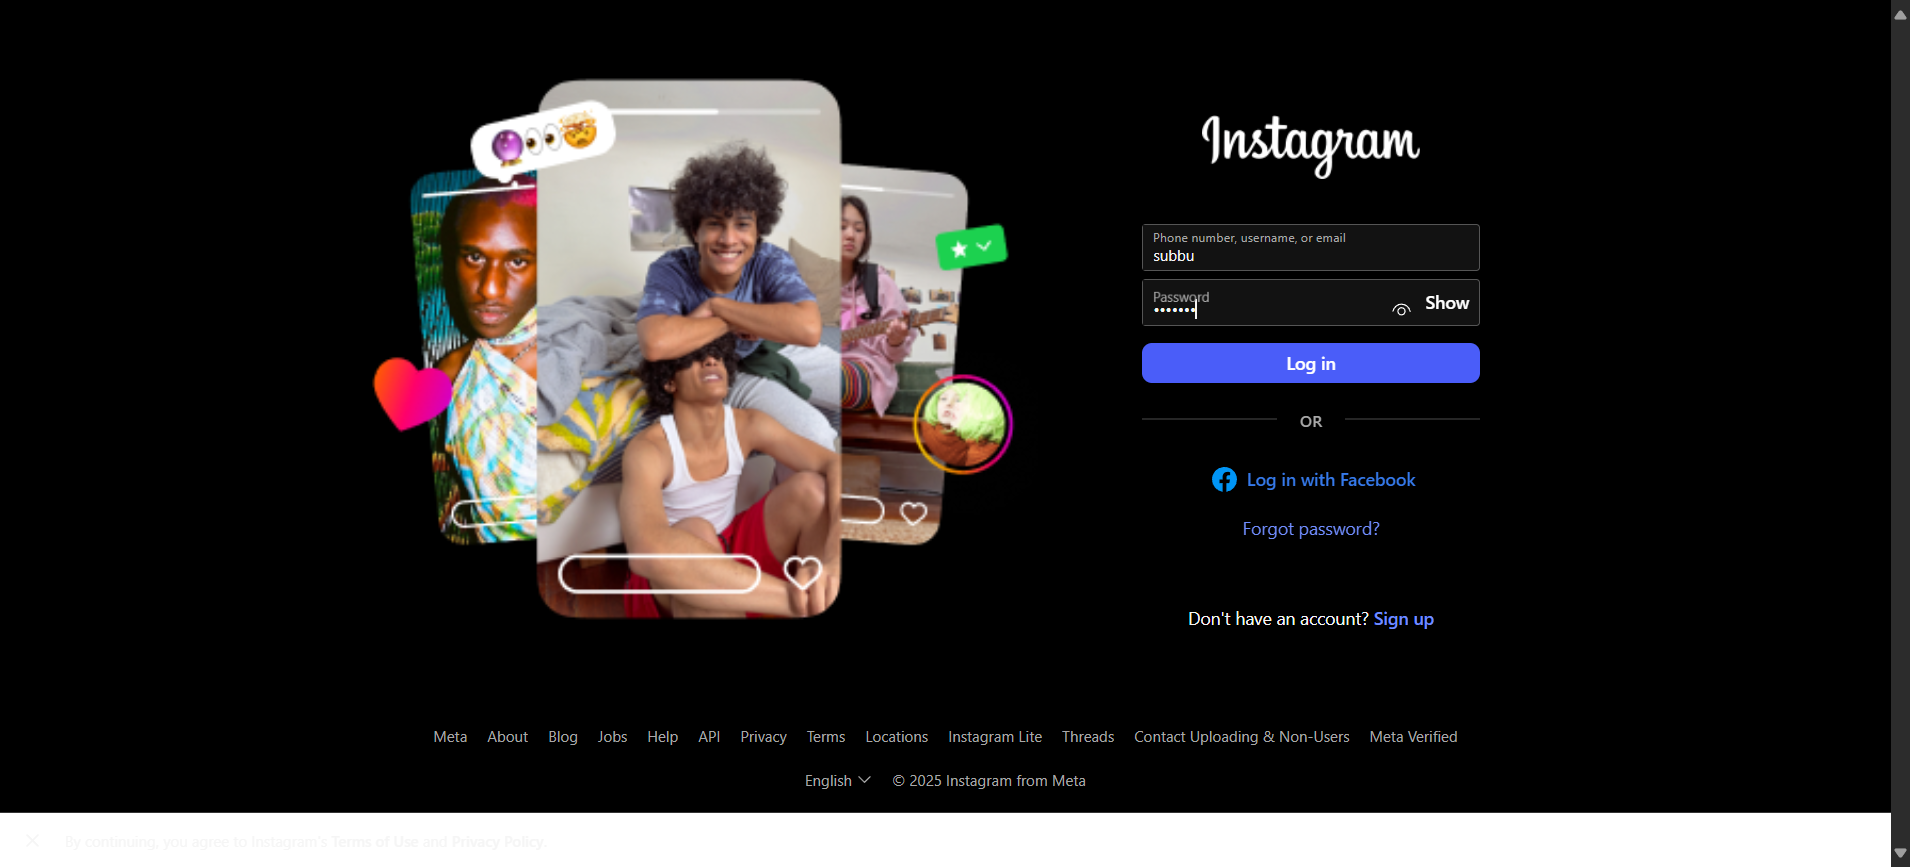 Instagram
Phone number, username, or email
subbu
Password
•••••••
Show
Log in
OR
Log in with Facebook
Forgot password?
Don't have an account? Sign up
Meta About Blog Jobs Help API Privacy Terms Locations Instagram Lite Threads Contact Uploading & Non-Users Meta Verified
English © 2025 Instagram from Meta
By continuing, you agree to Instagram's Terms of Use and Privacy Policy.